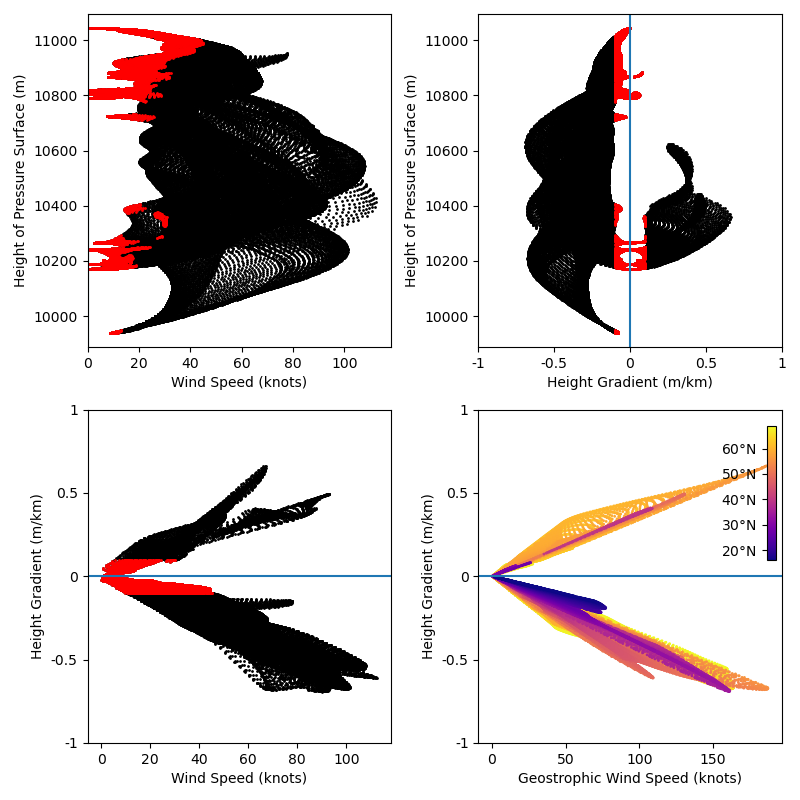 11000
10800
10600
10400
10200
10000
Height of Pressure Surface (m)
0 20 40 60 80 100
Wind Speed (knots)
11000
10800
10600
10400
10200
10000
Height of Pressure Surface (m)
-1 -0.5 0 0.5 1
Height Gradient (m/km)
1
0.5
0
-0.5
-1
Height Gradient (m/km)
0 20 40 60 80 100
Wind Speed (knots)
1
0.5
0
-0.5
-1
Height Gradient (m/km)
0 50 100 150
Geostrophic Wind Speed (knots)
60°N
50°N
40°N
30°N
20°N